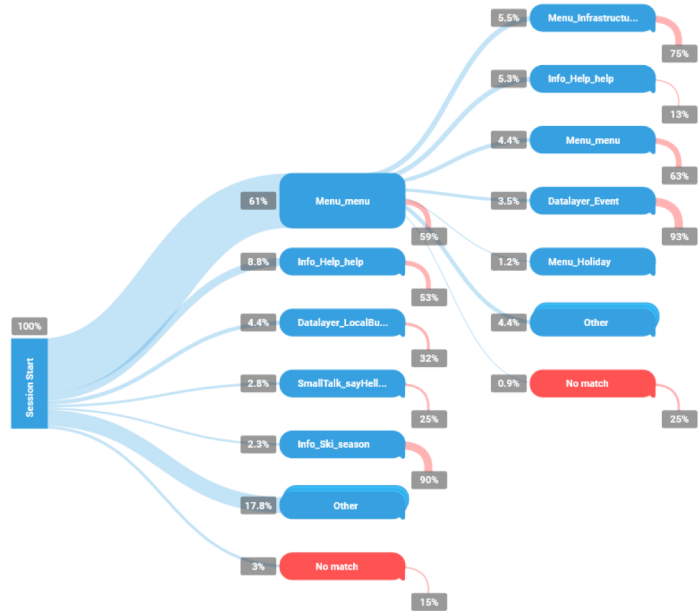 100%
Session Start
61%
Menu_menu
59%
8.8%
Info_Help_help
53%
4.4%
Datalayer_LocalBu...
32%
2.8%
SmallTalk_sayHell...
25%
2.3%
Info_Ski_season
90%
17.8%
Other
3%
No match
15%
5.5%
Menu_Infrastructu...
75%
5.3%
Info_Help_help
13%
4.4%
Menu_menu
63%
3.5%
Datalayer_Event
93%
1.2%
Menu_Holiday
4.4%
Other
0.9%
No match
25%